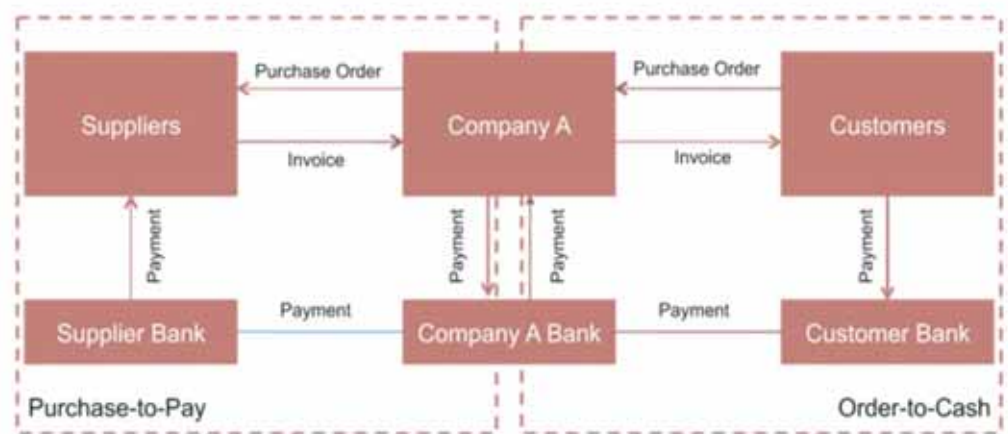 Purchase Order
Purchase Order
Suppliers
Company A
Customers
Invoice
Invoice
Payment
Payment
Payment
Payment
Payment
Payment
Supplier Bank
Company A Bank
Customer Bank
Purchase-to-Pay
Order-to-Cash